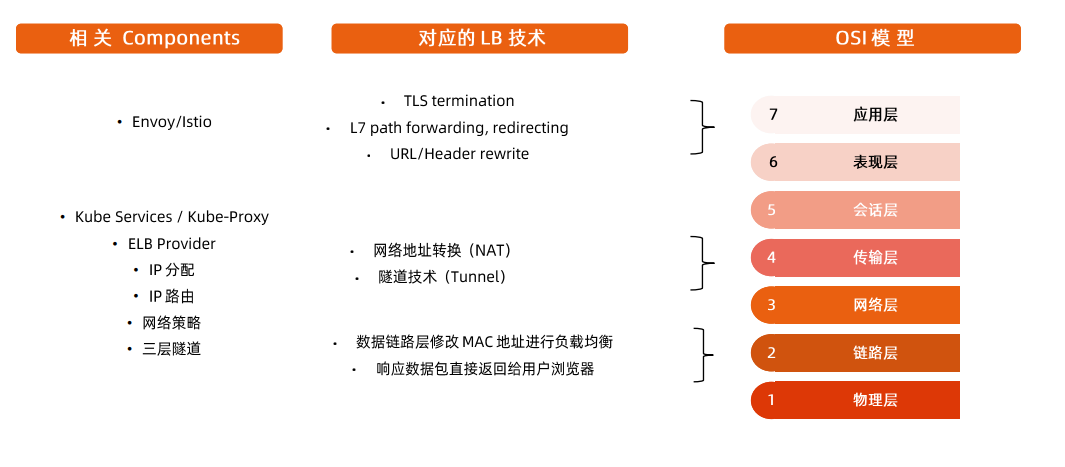 相 关 Components
对应的 LB 技术
OSI 模 型
• Envoy/Istio
• Kube Services / Kube-Proxy
• ELB Provider
• IP 分配
• IP 路由
• 网络策略
• 三层隧道
• TLS termination
• L7 path forwarding, redirecting
• URL/Header rewrite
• 网络地址转换（NAT）
• 隧道技术（Tunnel）
• 数据链路层修改 MAC 地址进行负载均衡
• 响应数据包直接返回给用户浏览器
7 应用层
6 表现层
5 会话层
4 传输层
3 网络层
2 链路层
1 物理层